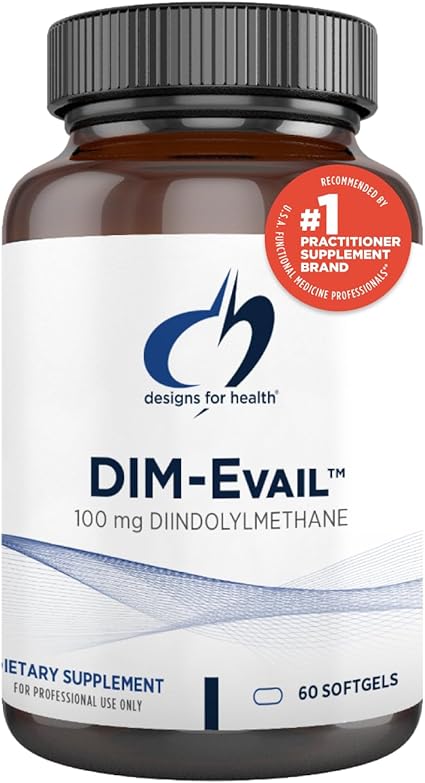 RECOMMENDED BY
U.S.A. FUNCTIONAL MEDICINE PROFESSIONALS**
#1
PRACTITIONER
SUPPLEMENT
BRAND
designs for health®
DIM-EVAIL™
100 mg DIINDOLYLMETHANE
IETARY SUPPLEMENT
FOR PROFESSIONAL USE ONLY
60 SOFTGELS